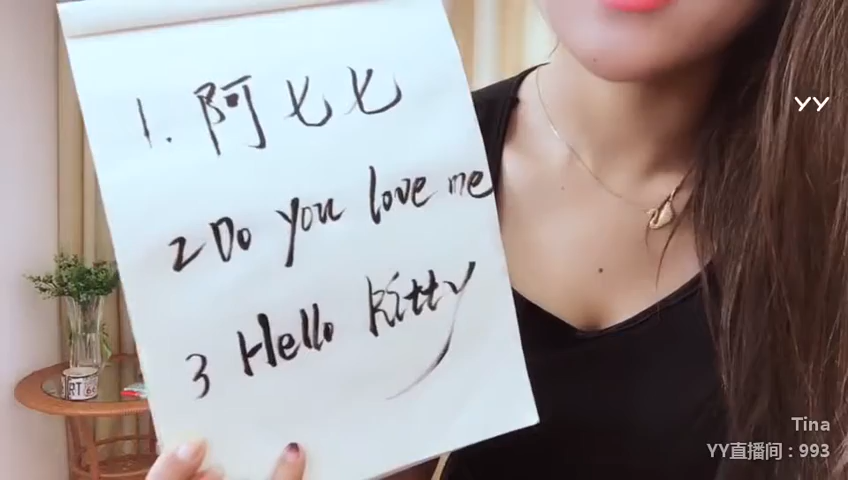 1. 阿七七
2 Do you love me
3 Hello kitty
YY
RT
Tina
YY直播间：993